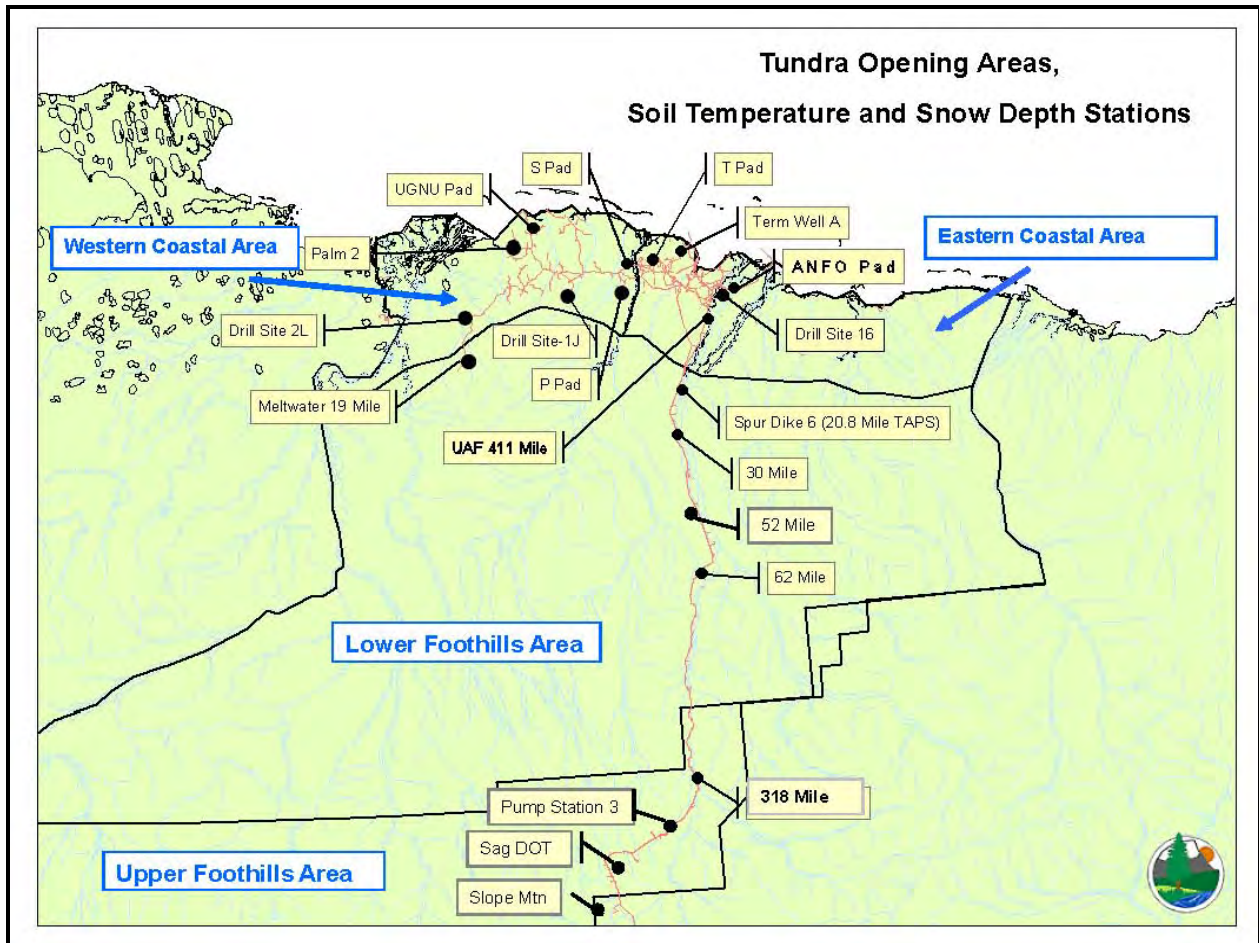 Tundra Opening Areas,
Soil Temperature and Snow Depth Stations
S Pad
T Pad
UGNU Pad
Term Well A
Western Coastal Area
Palm 2
Eastern Coastal Area
ANFO Pad
Drill Site 2L
Drill Site-1J
Drill Site 16
P Pad
Meltwater 19 Mile
Spur Dike 6 (20.8 Mile TAPS)
UAF 411 Mile
30 Mile
52 Mile
62 Mile
Lower Foothills Area
318 Mile
Pump Station 3
Sag DOT
Upper Foothills Area
Slope Mtn